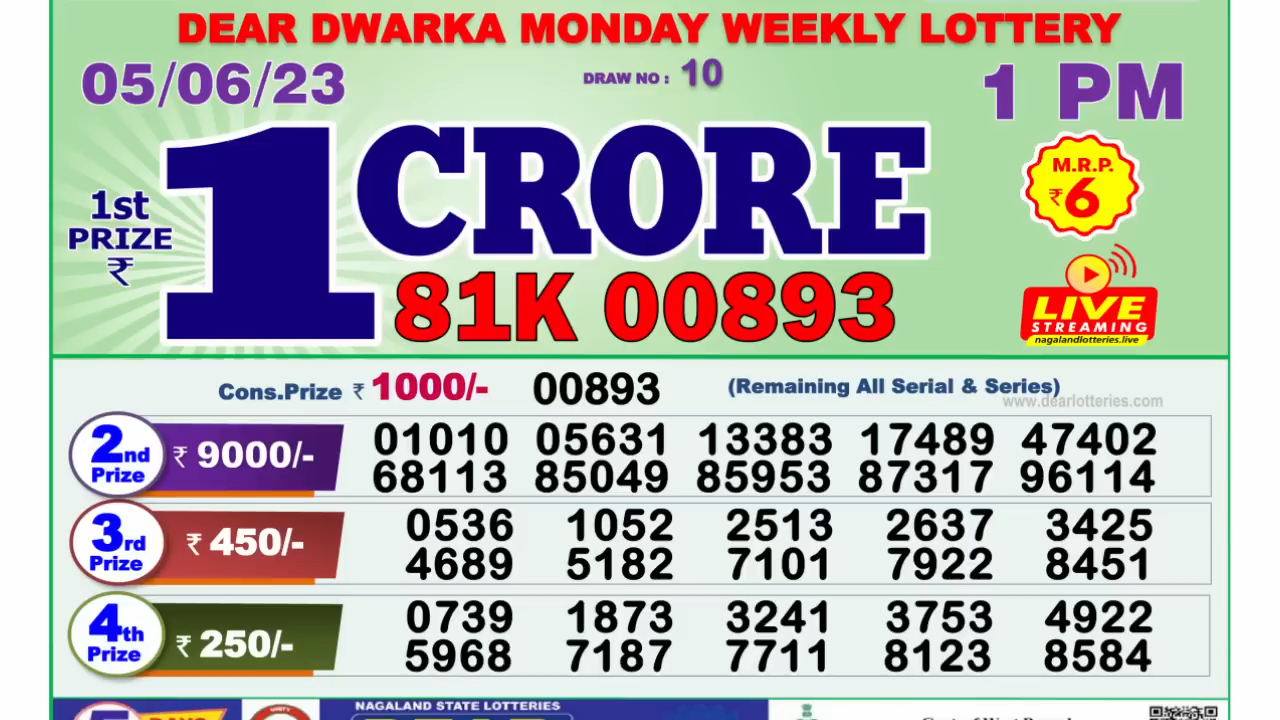 DEAR DWARKA MONDAY WEEKLY LOTTERY
05/06/23 DRAW NO : 10 1 PM
1st PRIZE ₹ 1 CRORE
M.R.P. ₹ 6
81K 00893
LIVE
STREAMING
nagalandlotteries.live
Cons.Prize ₹ 1000/- 00893 (Remaining All Serial & Series)
www.dearlotteries.com
2nd Prize ₹ 9000/-
01010 05631 13383 17489 47402
68113 85049 85953 87317 96114
3rd Prize ₹ 450/-
0536 1052 2513 2637 3425
4689 5182 7101 7922 8451
4th Prize ₹ 250/-
0739 1873 3241 3753 4922
5968 7187 7711 8123 8584
NAGALAND STATE LOTTERIES